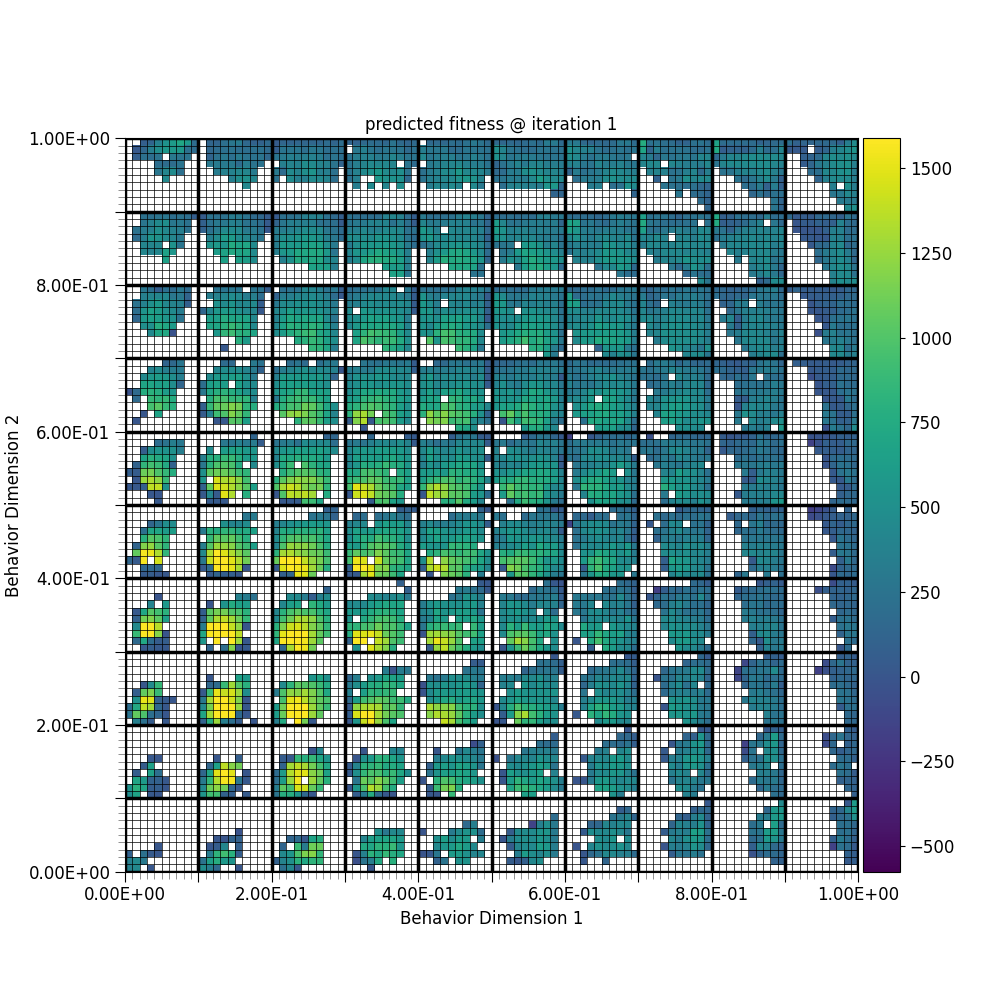 predicted fitness @ iteration 1
1.00E+00
8.00E-01
6.00E-01
4.00E-01
2.00E-01
0.00E+00
Behavior Dimension 2
0.00E+00 2.00E-01 4.00E-01 6.00E-01 8.00E-01 1.00E+00
Behavior Dimension 1
1500
1250
1000
750
500
250
0
−250
−500